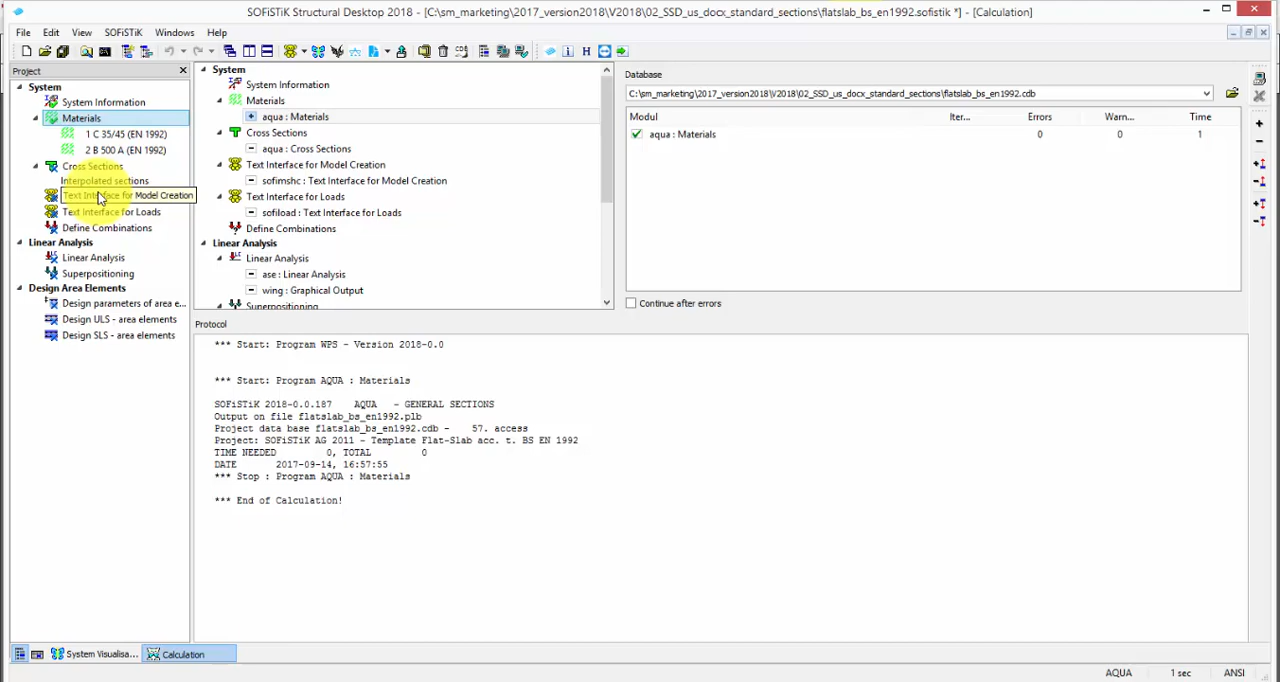 SOFiSTiK Structural Desktop 2018 - [C:\sm_marketing\2017_version2018\V2018\02_SSD_us_docx_standard_sections\flatslab_bs_en1992.sofistik *] - [Calculation]
File Edit View SOFiSTiK Windows Help
Project
System
System Information
Materials
1 C 35/45 (EN 1992)
2 B 500 A (EN 1992)
Cross Sections
Interpolated sections
Text Interface for Model Creation
Text Interface for Loads
Define Combinations
Linear Analysis
Linear Analysis
Superpositioning
Design Area Elements
Design parameters of area e...
Design ULS - area elements
Design SLS - area elements
System
System Information
Materials
aqua : Materials
Cross Sections
aqua : Cross Sections
Text Interface for Model Creation
sofimshc : Text Interface for Model Creation
Text Interface for Loads
sofiload : Text Interface for Loads
Define Combinations
Linear Analysis
Linear Analysis
ase : Linear Analysis
wing : Graphical Output
Superpositioning
Database
C:\sm_marketing\2017_version2018\V2018\02_SSD_us_docx_standard_sections\flatslab_bs_en1992.cdb
Modul Iter... Errors Warn... Time
aqua : Materials 0 0 1
Continue after errors
Protocol
*** Start: Program WPS - Version 2018-0.0
*** Start: Program AQUA : Materials
SOFiSTiK 2018-0.0.187 AQUA - GENERAL SECTIONS
Output on file flatslab_bs_en1992.plb
Project data base flatslab_bs_en1992.cdb - 57. access
Project: SOFiSTiK AG 2011 - Template Flat-Slab acc. t. BS EN 1992
TIME NEEDED 0, TOTAL 0
DATE 2017-09-14, 16:57:55
*** Stop : Program AQUA : Materials
*** End of Calculation!
System Visualisa... Calculation
AQUA 1 sec ANSI